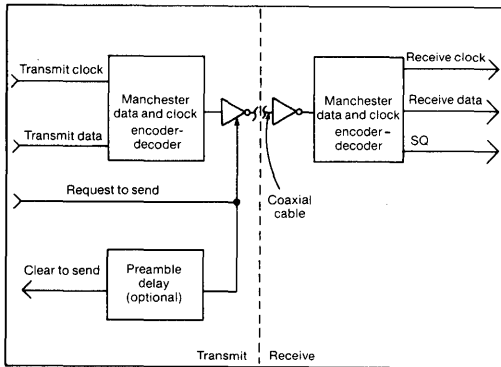 Transmit clock
Manchester
data and clock
encoder-
decoder
Transmit data
Request to send
Clear to send
Preamble
delay
(optional)
Coaxial
cable
Manchester
data and clock
encoder-
decoder
Receive clock
Receive data
SQ
Transmit
Receive